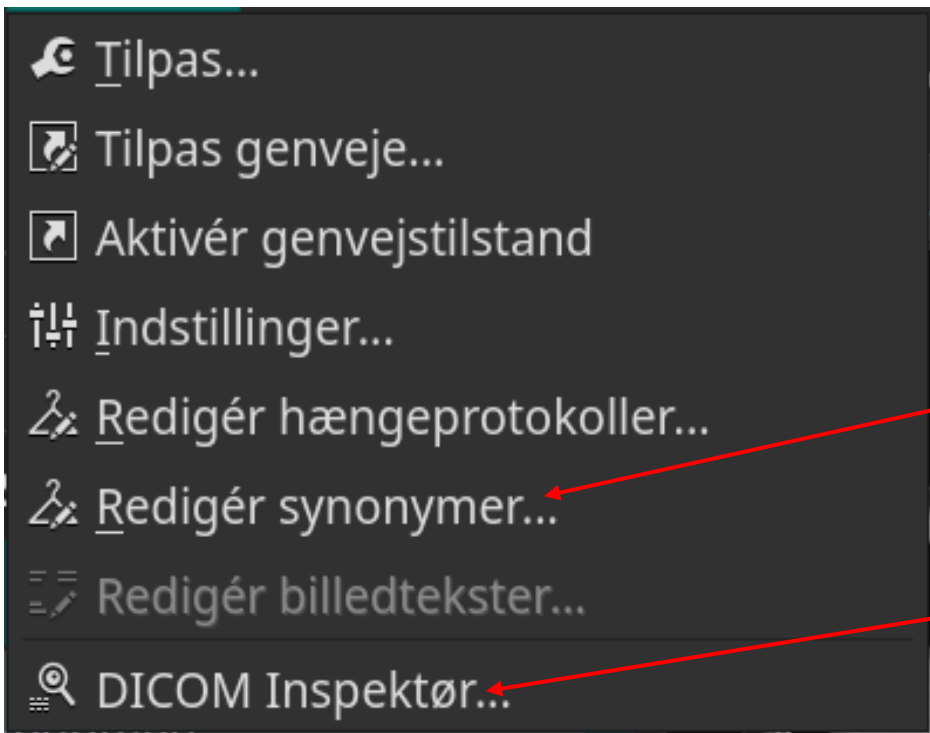 Tilpas...
Tilpas genveje...
Aktivér genvejstilstand
Indstillinger...
Redigér hængeprotokoller...
Redigér synonymer...
Redigér billedtekster...
DICOM Inspektør...